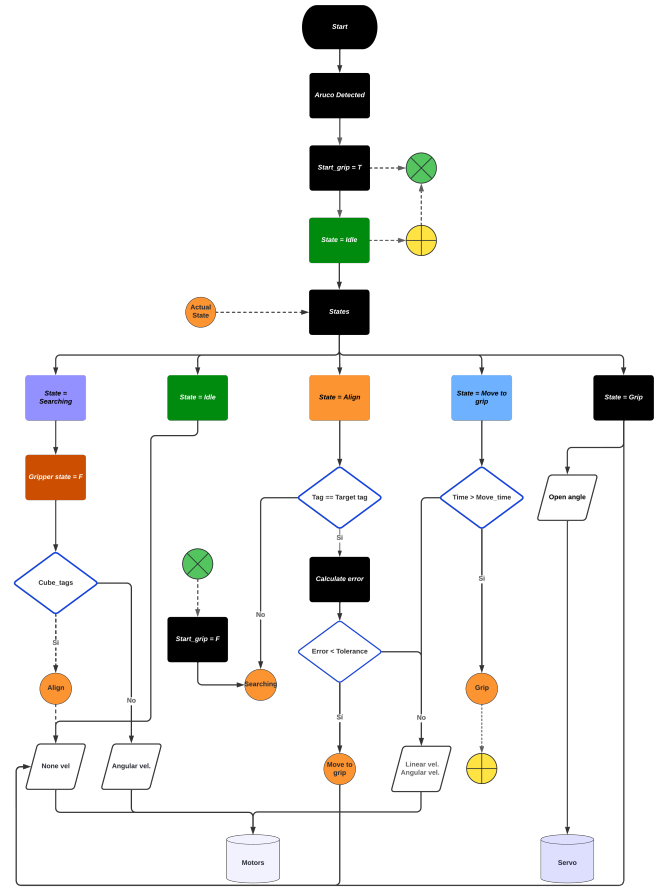 Start
Aruco Detected
Start_grip = T
State = Idle
Actual
State
States
State =
Searching
State = Idle
State = Align
State = Move to
grip
State = Grip
Gripper state = F
Tag == Target tag
Time > Move_time
Open angle
Si
Cube_tags
Calculate error
Si
No
Start_grip = F
Si
Error < Tolerance
Searching
Align
Grip
No
Si
No
None vel
Angular vel.
Move to
grip
Linear vel.
Angular vel.
Motors
Servo